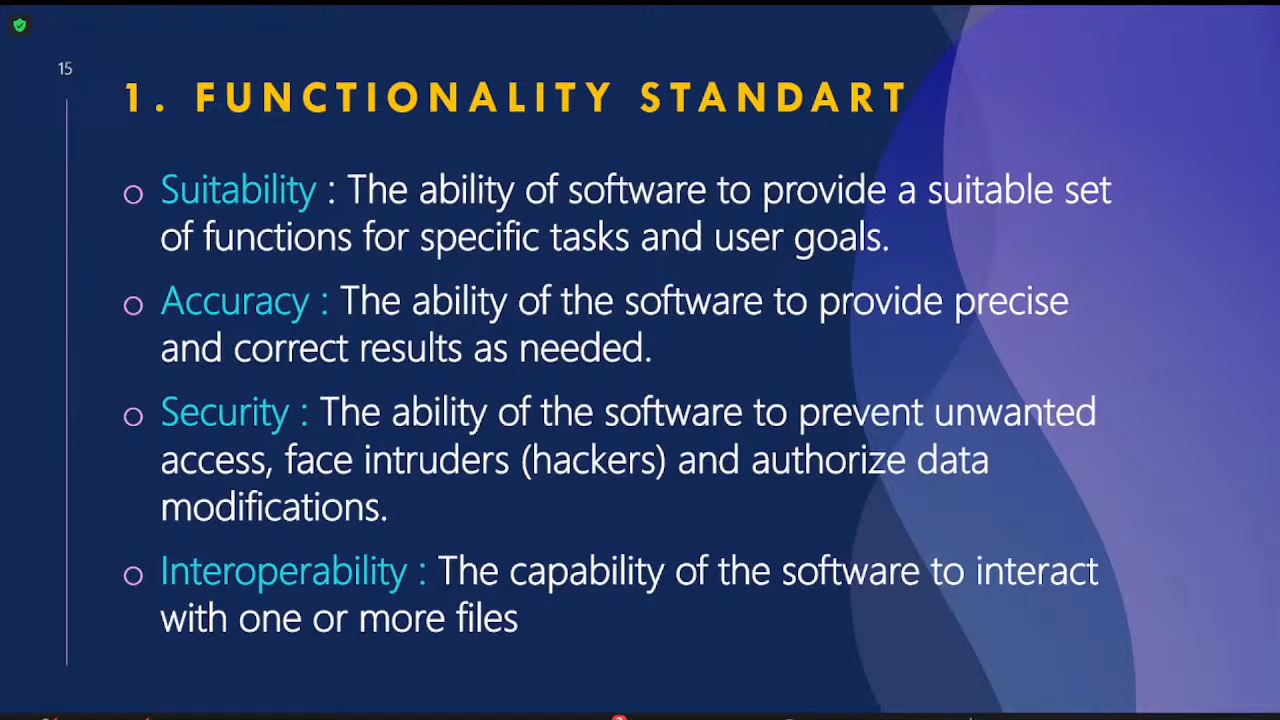 15
1. FUNCTIONALITY STANDART
Suitability : The ability of software to provide a suitable set
of functions for specific tasks and user goals.
Accuracy : The ability of the software to provide precise
and correct results as needed.
Security : The ability of the software to prevent unwanted
access, face intruders (hackers) and authorize data
modifications.
Interoperability : The capability of the software to interact
with one or more files